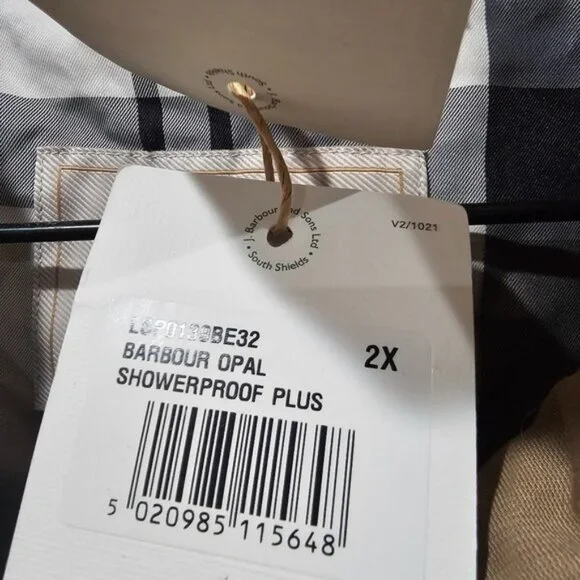 J. Barbour and Sons Ltd
• South Shields •
V2/1021
BARBOUR OPAL
2X
SHOWERPROOF PLUS
5 020985 115648